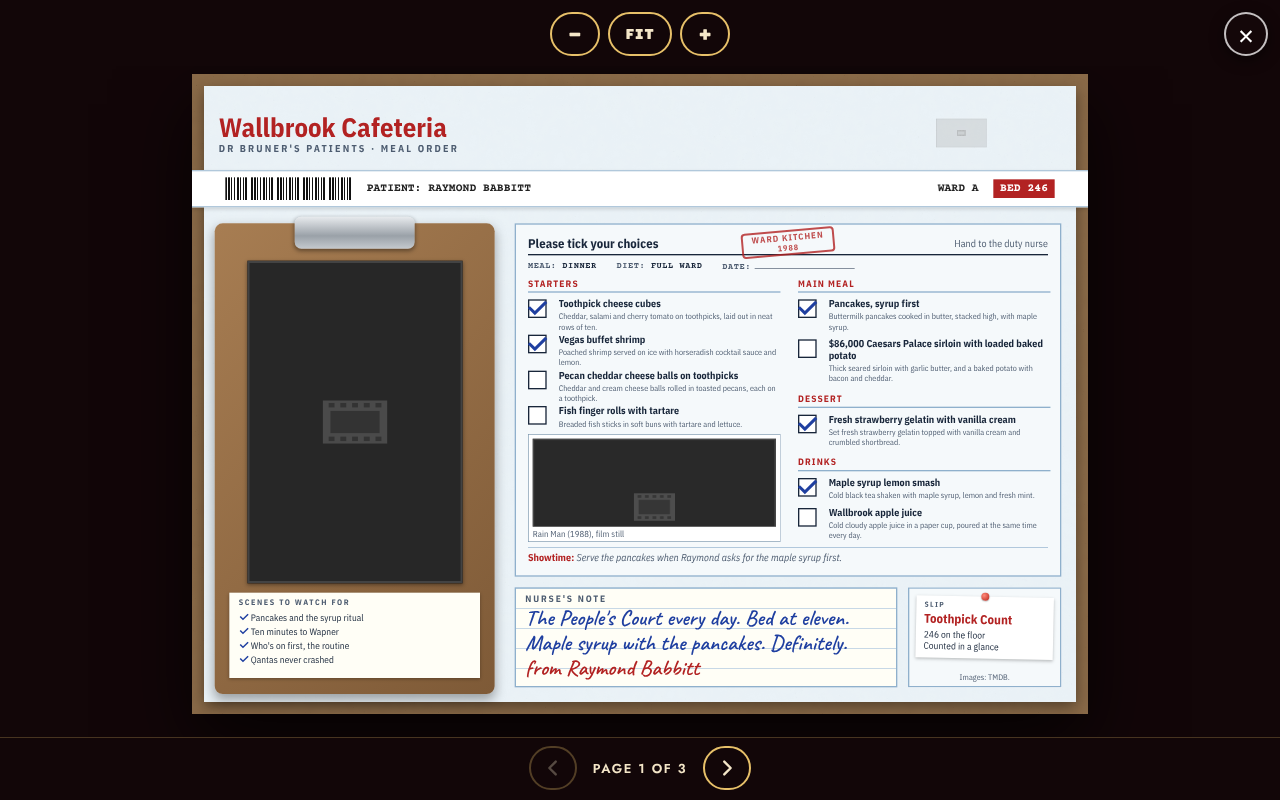 FIT
Wallbrook Cafeteria
DR BRUNER'S PATIENTS · MEAL ORDER
PATIENT: RAYMOND BABBITT
WARD A
BED 246
SCENES TO WATCH FOR
Pancakes and the syrup ritual
Ten minutes to Wapner
Who's on first, the routine
Qantas never crashed
Please tick your choices
WARD KITCHEN
1988
Hand to the duty nurse
MEAL: DINNER
DIET: FULL WARD
DATE:
STARTERS
Toothpick cheese cubes
Cheddar, salami and cherry tomato on toothpicks, laid out in neat
rows of ten.
Vegas buffet shrimp
Poached shrimp served on ice with horseradish cocktail sauce and
lemon.
Pecan cheddar cheese balls on toothpicks
Cheddar and cream cheese balls rolled in toasted pecans, each on
a toothpick.
Fish finger rolls with tartare
Breaded fish sticks in soft buns with tartare and lettuce.
Rain Man (1988), film still
MAIN MEAL
Pancakes, syrup first
Buttermilk pancakes cooked in butter, stacked high, with maple
syrup.
$86,000 Caesars Palace sirloin with loaded baked
potato
Thick seared sirloin with garlic butter, and a baked potato with
bacon and cheddar.
DESSERT
Fresh strawberry gelatin with vanilla cream
Set fresh strawberry gelatin topped with vanilla cream and
crumbled shortbread.
DRINKS
Maple syrup lemon smash
Cold black tea shaken with maple syrup, lemon and fresh mint.
Wallbrook apple juice
Cold cloudy apple juice in a paper cup, poured at the same time
every day.
Showtime: Serve the pancakes when Raymond asks for the maple syrup first.
NURSE'S NOTE
The People's Court every day. Bed at eleven.
Maple syrup with the pancakes. Definitely.
from Raymond Babbitt
SLIP
Toothpick Count
246 on the floor
Counted in a glance
Images: TMDB.
PAGE 1 OF 3